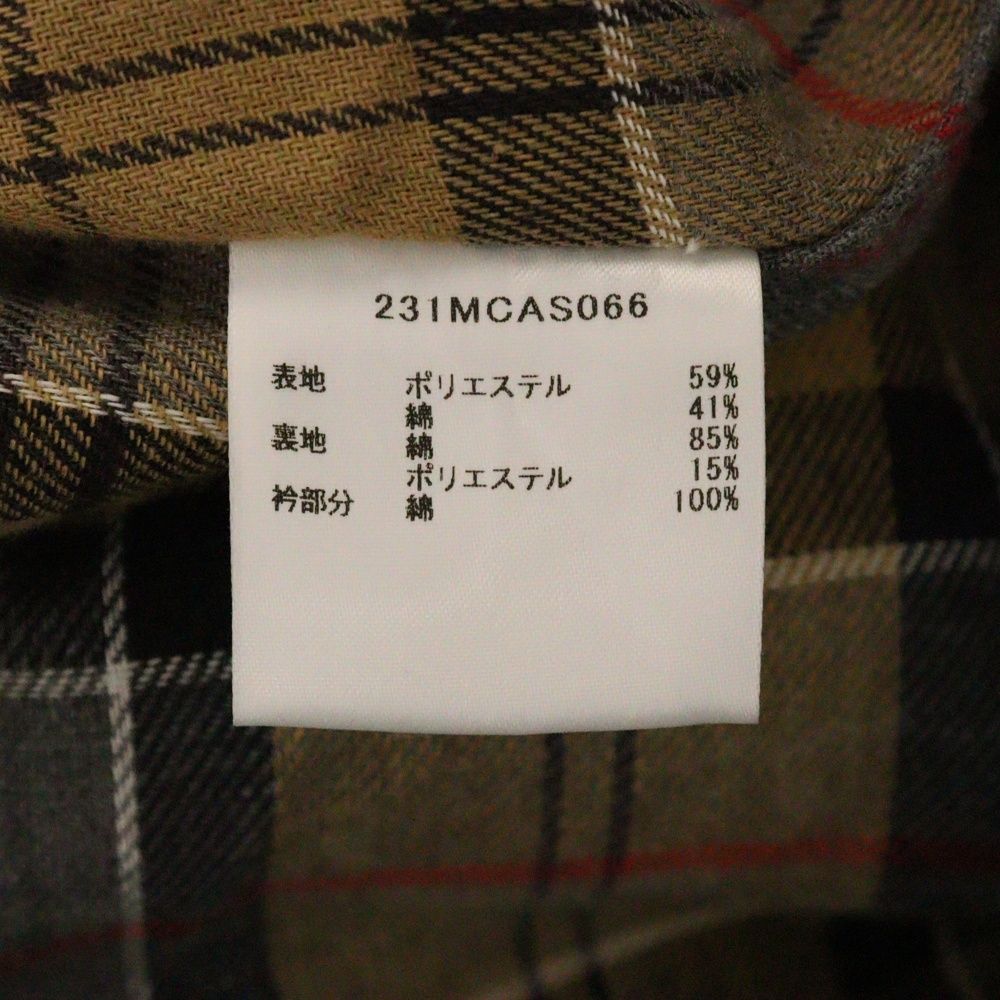 231MCAS066
表地 ポリエステル 59%
綿 41%
裏地 綿 85%
ポリエステル 15%
衿部分 綿 100%